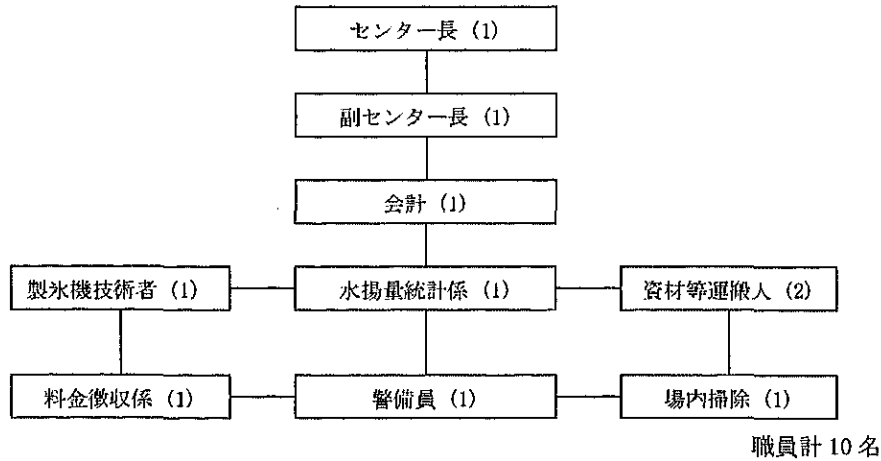 センター長 (1)
副センター長 (1)
会計 (1)
製氷機技術者 (1)
水揚量統計係 (1)
資材等運搬人 (2)
料金徴収係 (1)
警備員 (1)
場内掃除 (1)
職員計 10 名